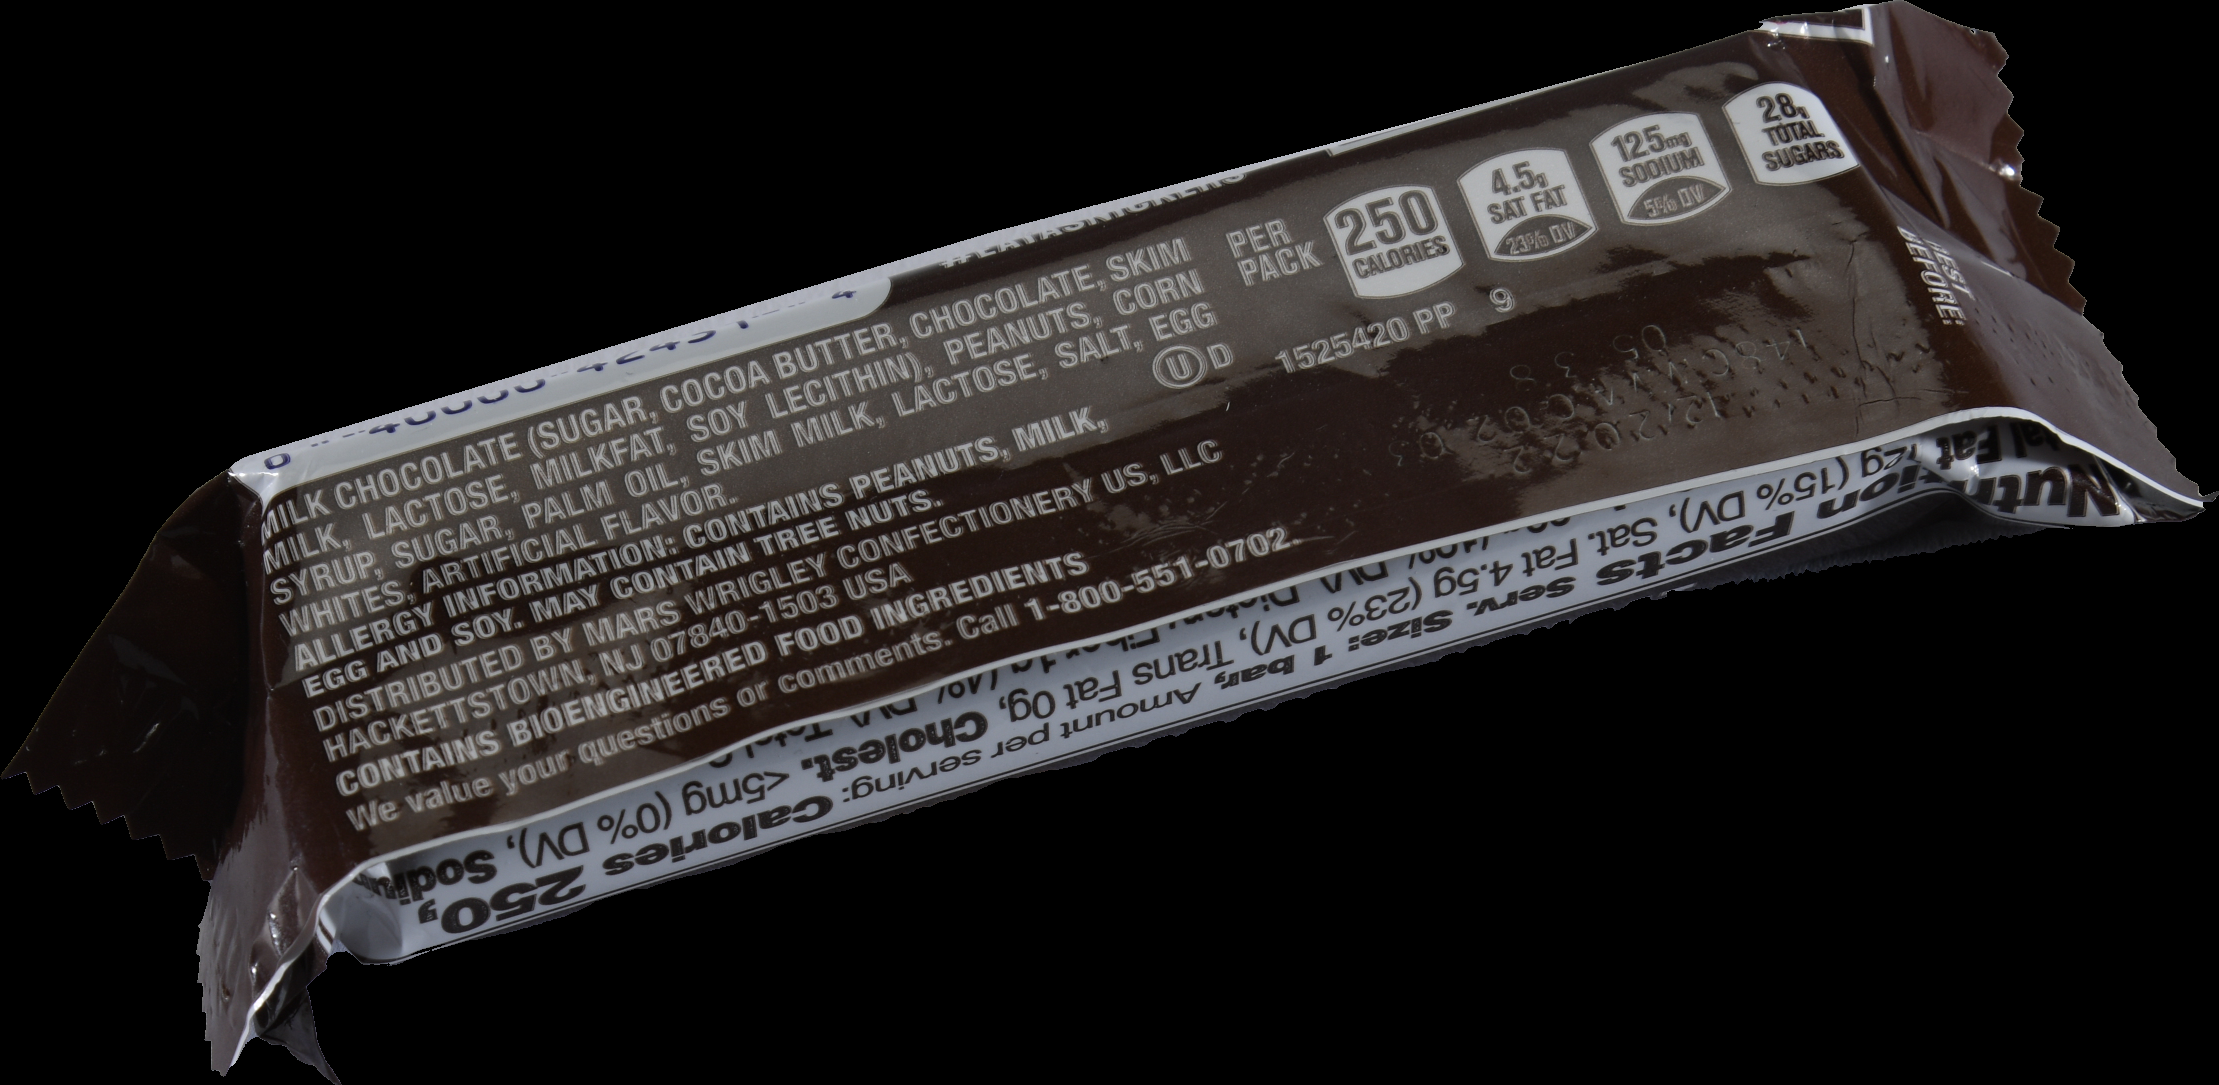 MILK CHOCOLATE (SUGAR, COCOA BUTTER, CHOCOLATE, SKIM
MILK, LACTOSE, MILKFAT, SOY LECITHIN), PEANUTS, CORN
SYRUP, SUGAR, PALM OIL, SKIM MILK, LACTOSE, SALT, EGG
WHITES, ARTIFICIAL FLAVOR.
ALLERGY INFORMATION: CONTAINS PEANUTS, MILK,
EGG AND SOY. MAY CONTAIN TREE NUTS.
DISTRIBUTED BY MARS WRIGLEY CONFECTIONERY US, LLC
HACKETTSTOWN, NJ 07840-1503 USA
CONTAINS BIOENGINEERED FOOD INGREDIENTS
We value your questions or comments. Call 1-800-551-0702.
U D
PER
PACK
250
CALORIES
4.5g
SAT FAT
23% DV
125mg
SODIUM
5% DV
28g
TOTAL
SUGARS
1525420 PP 9
BEST
BEFORE:
Nutrition Facts Serv. Size: 1 bar, Amount per serving: Calories 250,
(15% DV), Sat. Fat 4.5g (23% DV), Trans Fat 0g, Cholest. <5mg (0% DV),